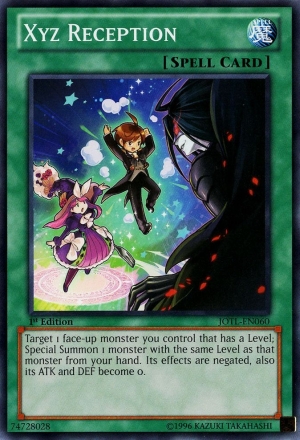 Xyz Reception
魔
[Spell Card]
1st Edition
JOTL-EN060
Target 1 face-up monster you control that has a Level;
Special Summon 1 monster with the same Level as that
monster from your hand. Its effects are negated, also
its ATK and DEF become 0.
74728028
©1996 KAZUKI TAKAHASHI